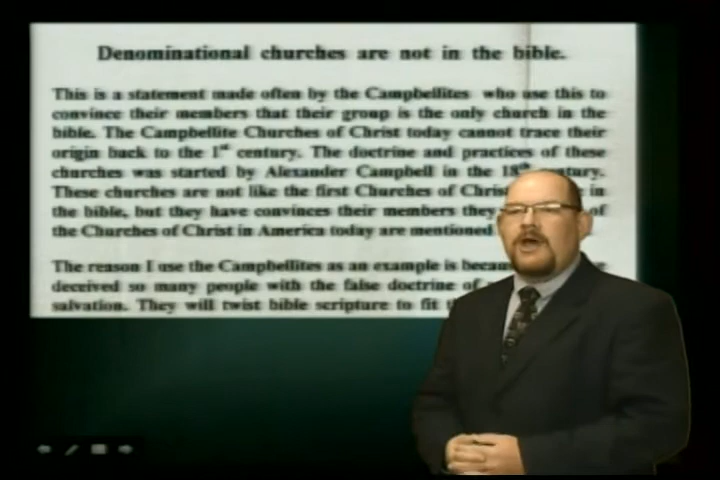 Denominational churches are not in the bible.
This is a statement made often by the Campbellites who use this to
convince their members that their group is the only church in the
bible. The Campbellite Churches of Christ today cannot trace their
origin back to the 1st century. The doctrine and practices of these
churches was started by Alexander Campbell in the 18th
These churches are not like the first Churches of in
the bible, but they have convinces their members they of
the Churches of Christ in America today are mentioned
The reason I use the Campbellites as an example is
deceived so many people with the false doctrine of
salvation. They will twist bible scripture to fit